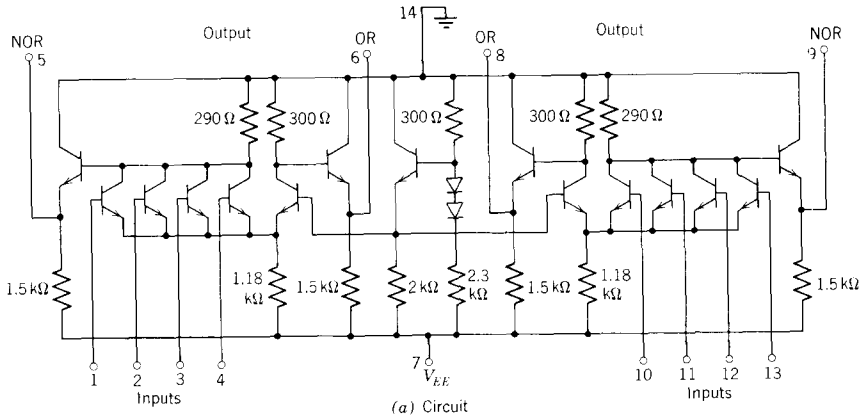 14
NOR
Output
OR
OR
Output
NOR
5
6
8
9
290 Ω
300 Ω
300 Ω
300 Ω
290 Ω
1.5 kΩ
1.18 kΩ
1.5 kΩ
2 kΩ
2.3 kΩ
1.5 kΩ
1.18 kΩ
1.5 kΩ
7
V_EE
1
2
3
4
10
11
12
13
Inputs
Inputs
(a) Circuit